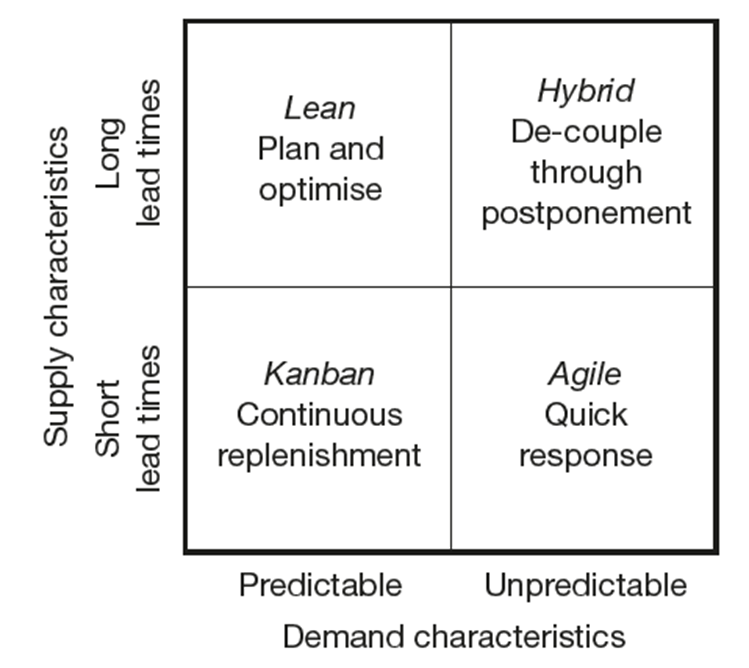 Supply characteristics
Long
lead times
Short
lead times
Lean
Plan and
optimise
Hybrid
De-couple
through
postponement
Kanban
Continuous
replenishment
Agile
Quick
response
Predictable
Unpredictable
Demand characteristics